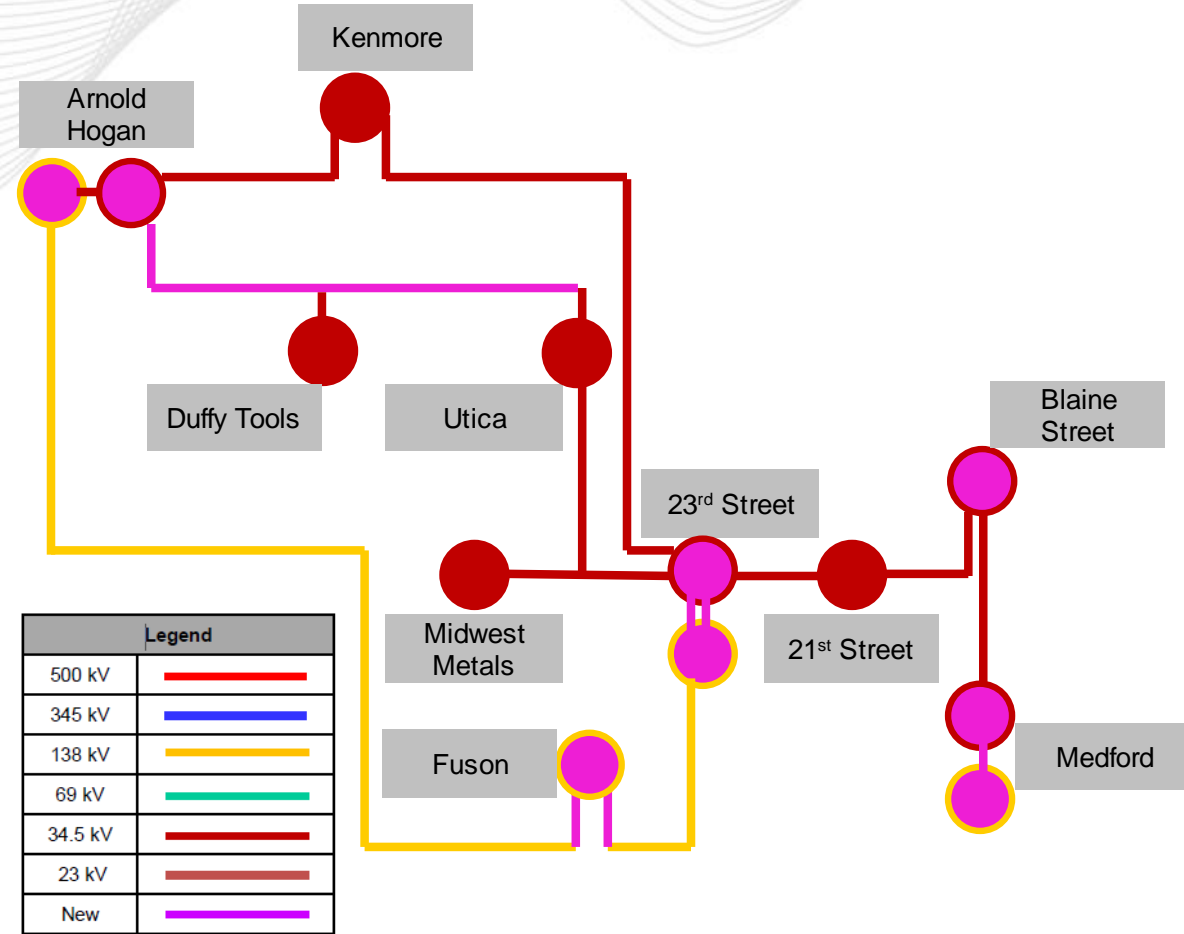 Kenmore
Arnold
Hogan
Duffy Tools
Utica
Blaine
Street
23rd Street
Midwest
Metals
21st Street
Fuson
Medford
Legend
500 kV
345 kV
138 kV
69 kV
34.5 kV
23 kV
New